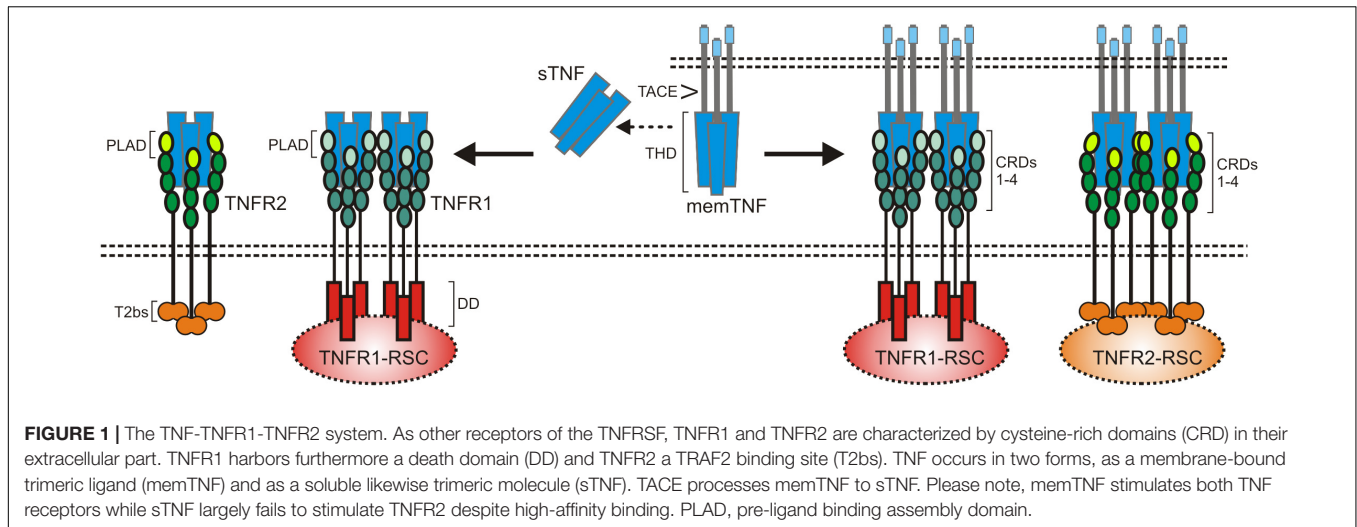 sTNF
TACE >
PLAD
PLAD
THD
TNFR2
TNFR1
memTNF
CRDs
1-4
CRDs
1-4
T2bs
DD
TNFR1-RSC
TNFR1-RSC
TNFR2-RSC
FIGURE 1 | The TNF-TNFR1-TNFR2 system. As other receptors of the TNFRSF, TNFR1 and TNFR2 are characterized by cysteine-rich domains (CRD) in their
extracellular part. TNFR1 harbors furthermore a death domain (DD) and TNFR2 a TRAF2 binding site (T2bs). TNF occurs in two forms, as a membrane-bound
trimeric ligand (memTNF) and as a soluble likewise trimeric molecule (sTNF). TACE processes memTNF to sTNF. Please note, memTNF stimulates both TNF
receptors while sTNF largely fails to stimulate TNFR2 despite high-affinity binding. PLAD, pre-ligand binding assembly domain.